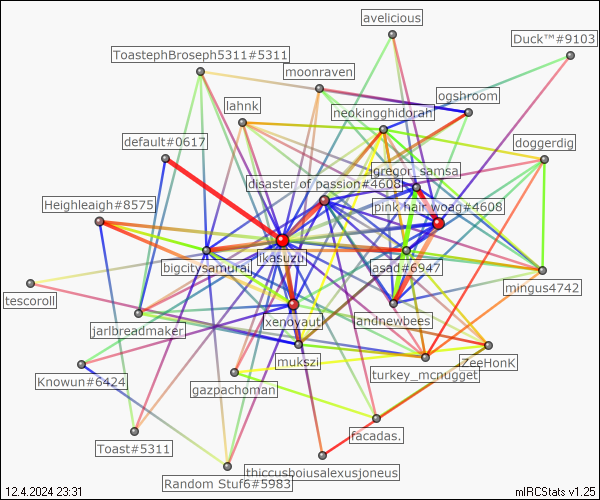 avelicious
Duck™#9103
ToastephBroseph5311#5311
moonraven
ogshroom
lahnk
neokingghidorah
default#0617
doggerdig
gregor_samsa
disaster of passion#4608
Heighleaigh#8575
pink hair woag#4608
ikasuzu
bigcitysamurai
asad#6947
mingus4742
tescoroll
xenoyaut
landnewbees
jarlbreadmaker
mukszi
ZeeHonK
turkey_mcnugget
Knowun#6424
gazpachoman
facadas.
Toast#5311
thiccusboiusalexusjoneus
Random Stuf6#5983
12.4.2024 23:31
mIRCStats v1.25